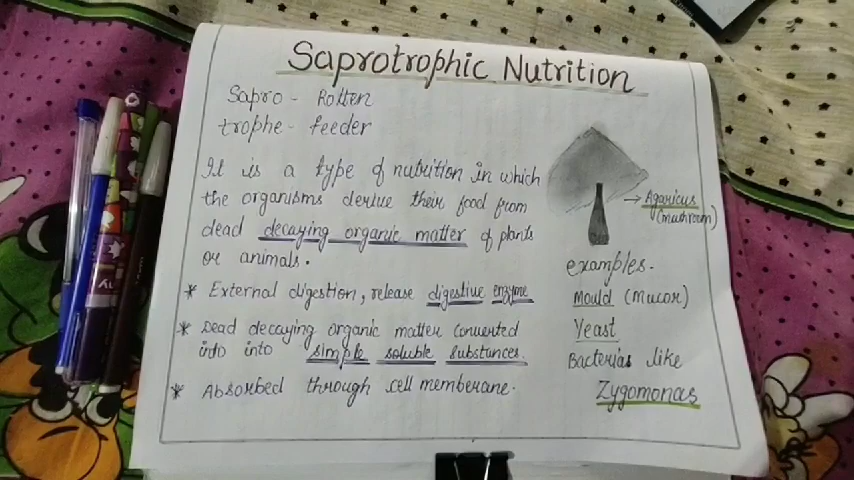 Saprotrophic Nutrition
Sapro - Rotten
trophe - feeder
It is a type of nutrition in which
the organisms derive their food from
dead decaying organic matter of plants
or animals.
* External digestion, release digestive enzyme
* Dead decaying organic matter converted
into into simple soluble substances.
* Absorbed through cell memberane.
→ Agaricus
(mushroom)
examples.
Mould (Mucor)
Yeast
Bacterias like
Zygomonas